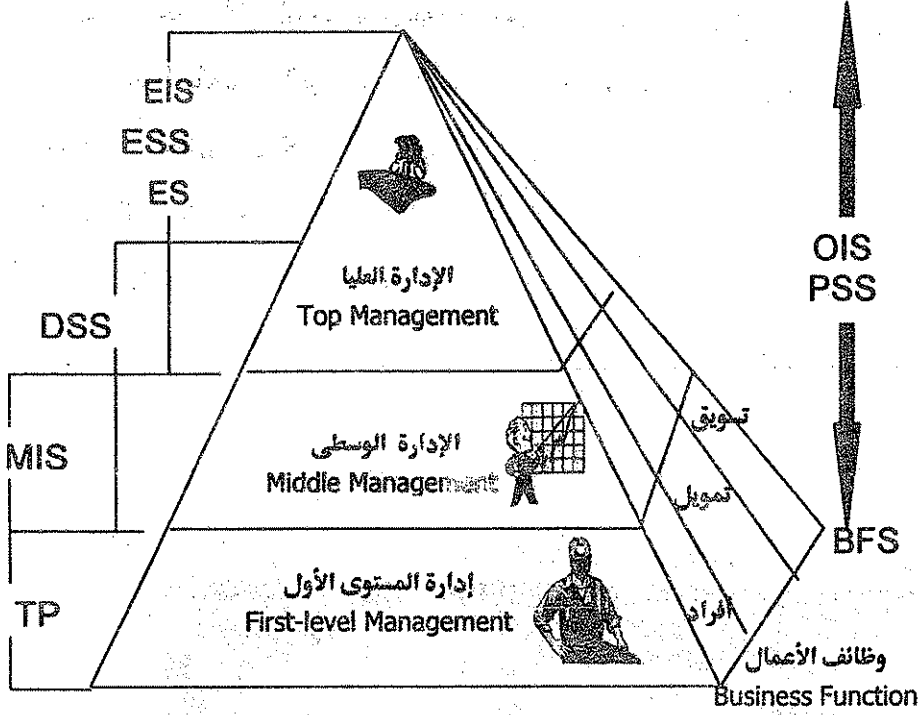 EIS
ESS
ES
DSS
MIS
TP
الإدارة العليا
Top Management
الإدارة الوسطى
Middle Management
إدارة المستوى الأول
First-level Management
تسويق
تمويل
أفراد
OIS
PSS
BFS
وظائف الأعمال
Business Function